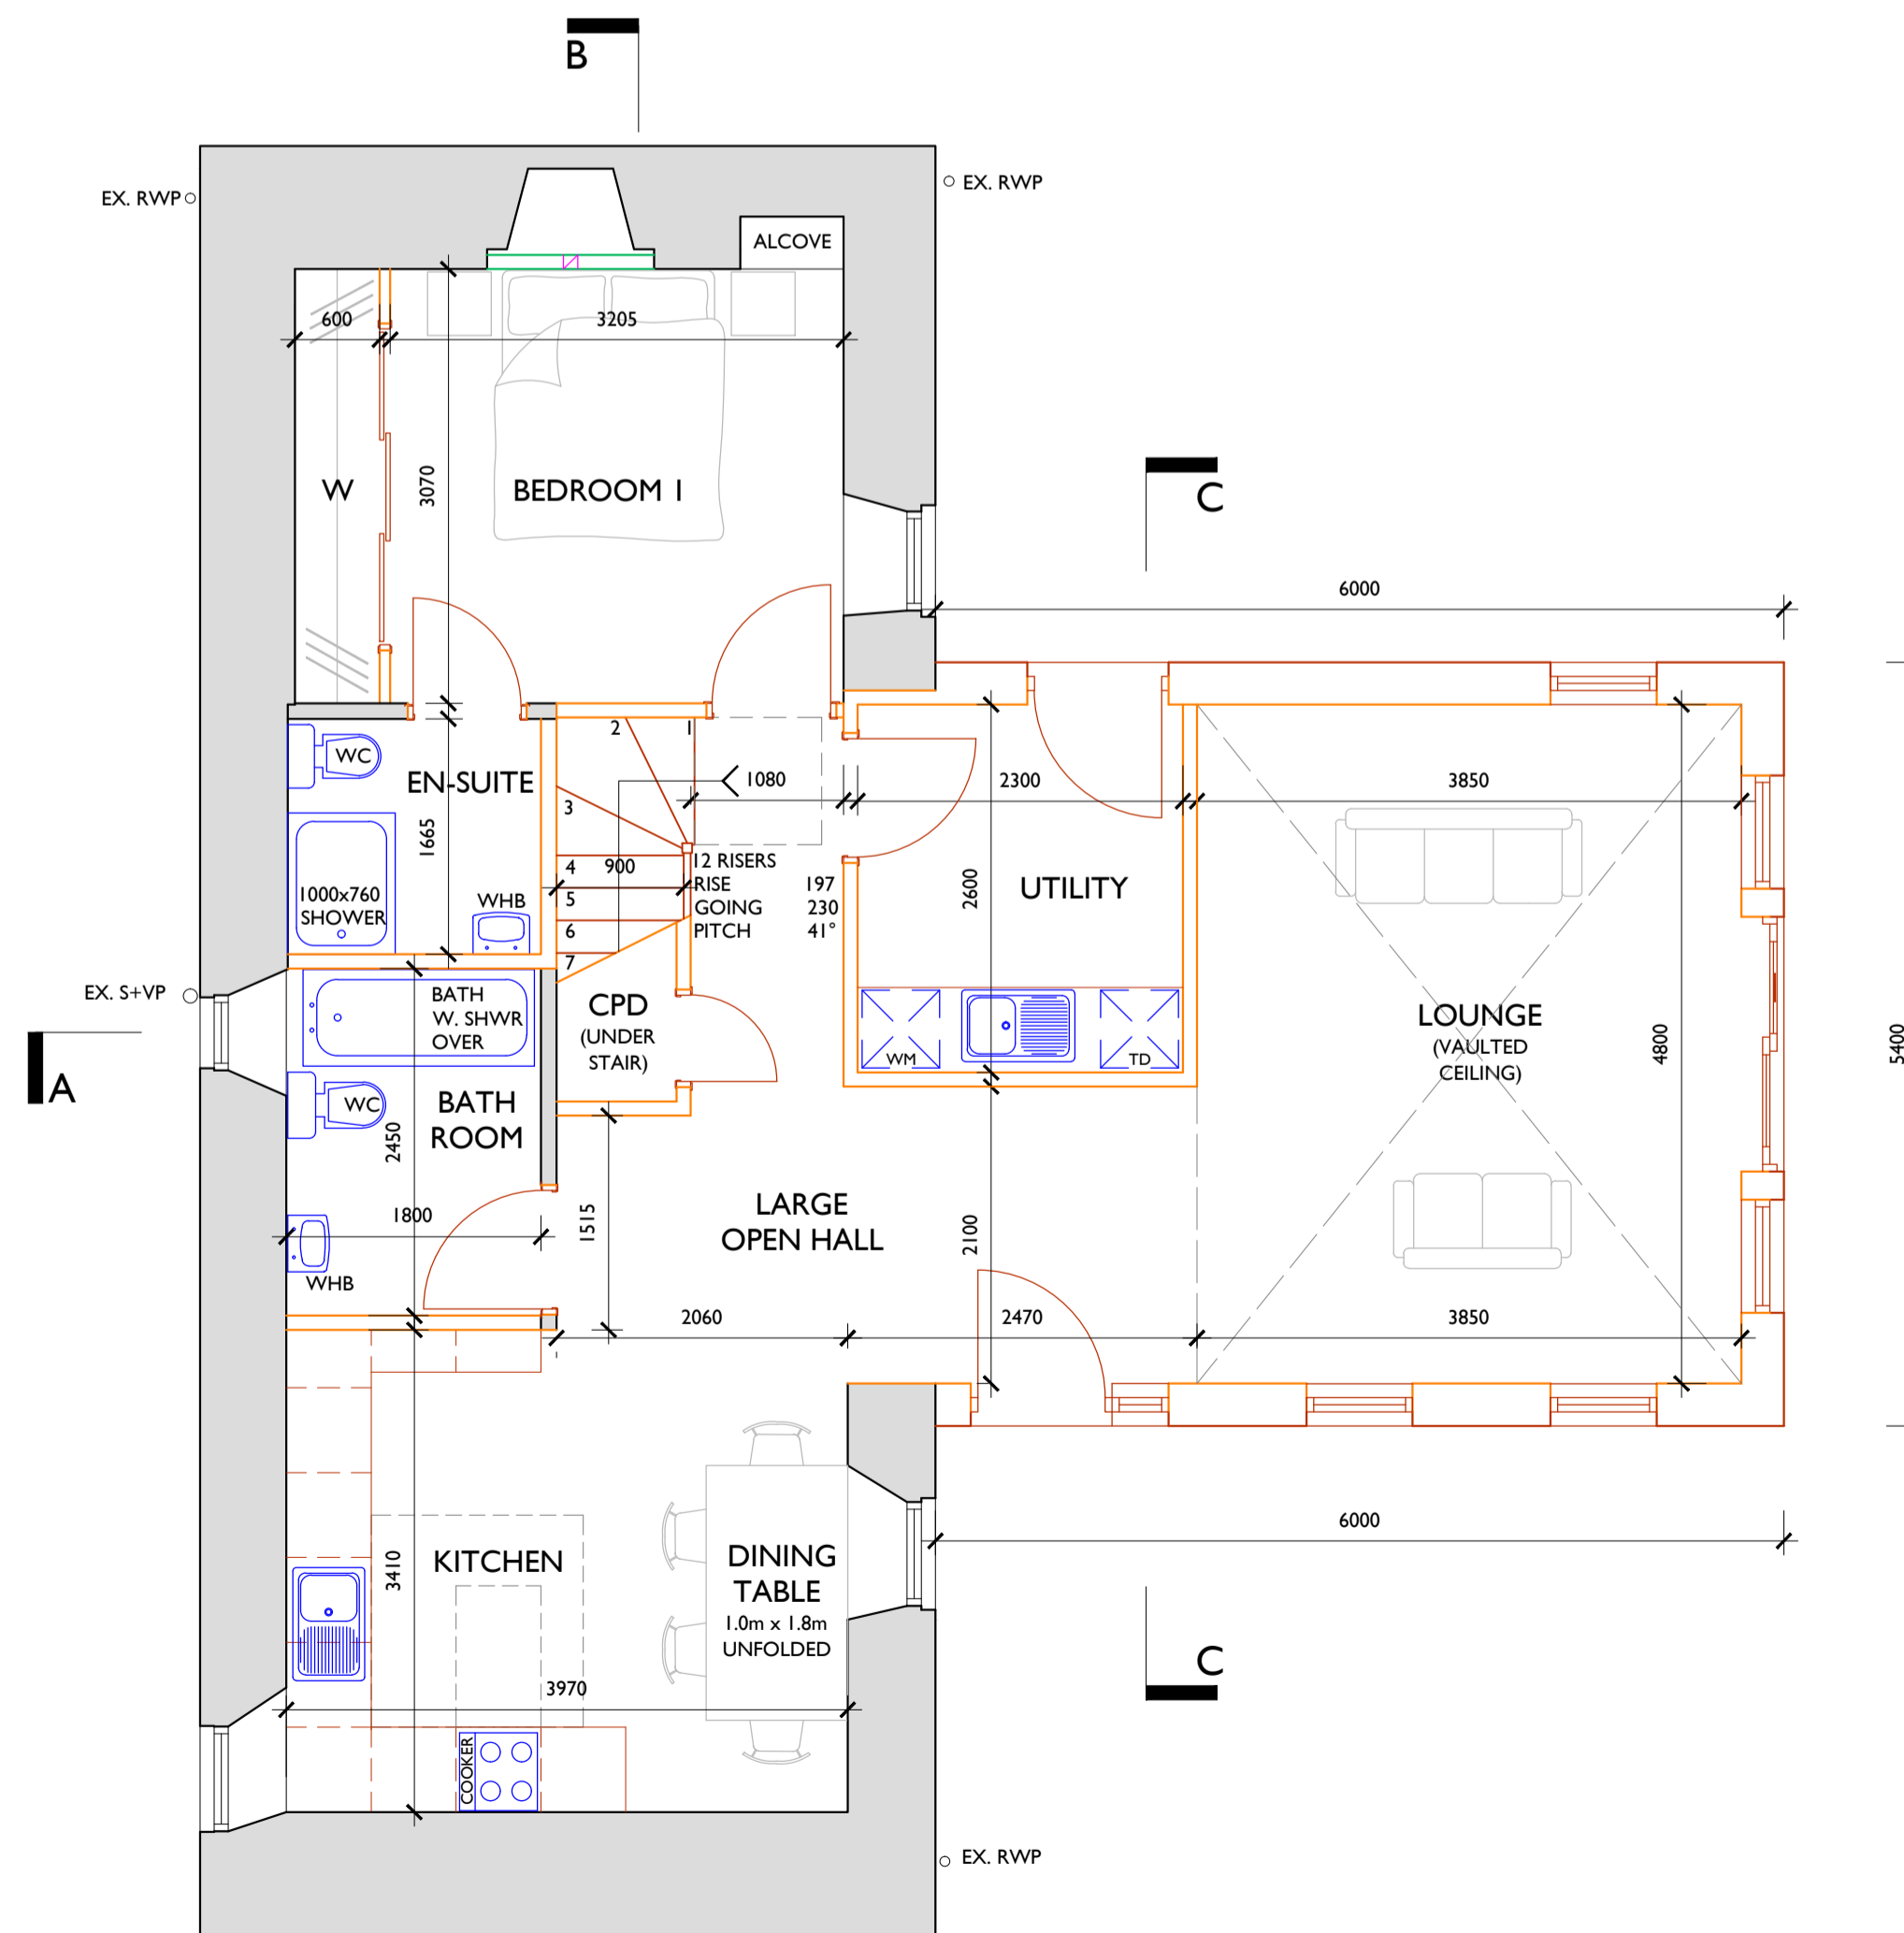 B
EX. RWP
EX. RWP
ALCOVE
600
3205
W
3070
BEDROOM 1
C
6000
2
1
WC
EN-SUITE
1080
2300
3850
3
1665
4
900
12 RISERS
RISE 197
GOING 230
PITCH 41°
5
6
7
1000x760
SHOWER
WHB
2600
UTILITY
EX. S+VP
BATH
W. SHWR
OVER
CPD
(UNDER
STAIR)
WM
TD
LOUNGE
(VAULTED
CEILING)
4800
5400
A
WC
BATH
ROOM
2450
1800
1515
LARGE
OPEN HALL
2100
WHB
2060
2470
3850
6000
KITCHEN
3410
DINING
TABLE
1.0m x 1.8m
UNFOLDED
3970
C
COOKER
EX. RWP